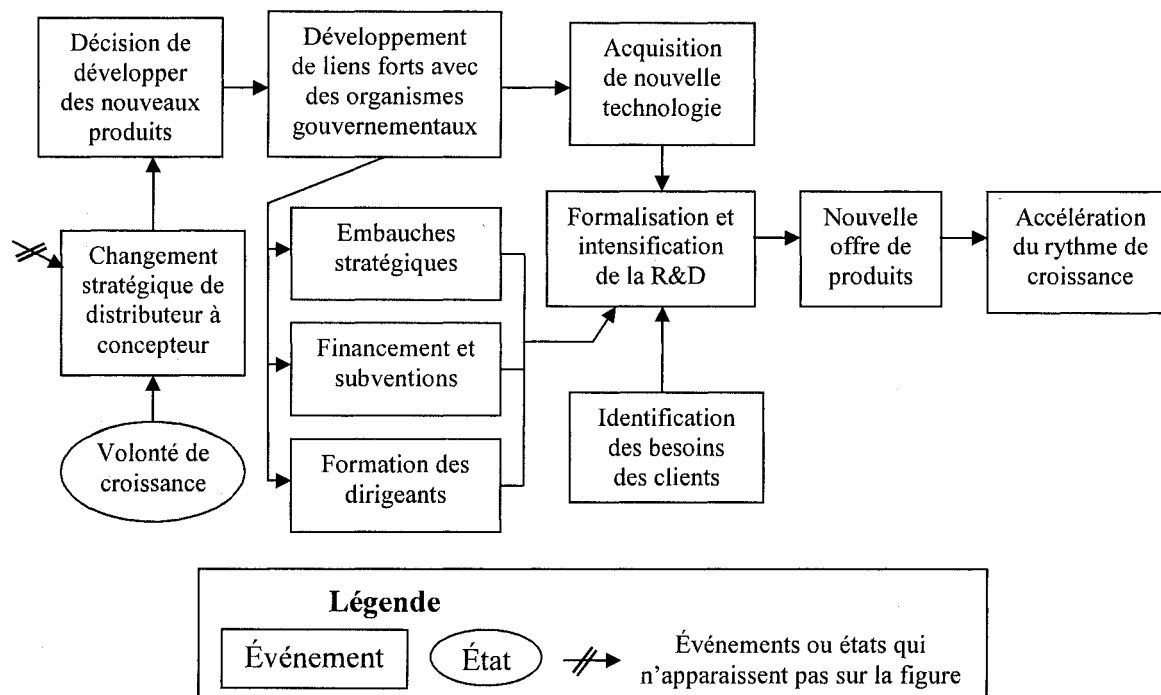 Décision de
développer
des nouveaux
produits
Développement
de liens forts avec
des organismes
gouvernementaux
Acquisition
de nouvelle
technologie
Changement
stratégique de
distributeur à
concepteur
Embauches
stratégiques
Formalisation et
intensification
de la R&D
Nouvelle
offre de
produits
Accélération
du rythme de
croissance
Financement et
subventions
Volonté de
croissance
Formation des
dirigeants
Identification
des besoins
des clients
Légende
Événement
État
Événements ou états qui
n'apparaissent pas sur la figure